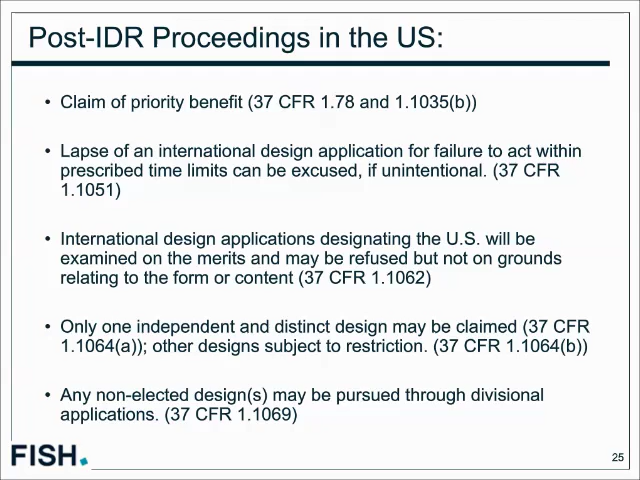 Post-IDR Proceedings in the US:
• Claim of priority benefit (37 CFR 1.78 and 1.1035(b))
• Lapse of an international design application for failure to act within
prescribed time limits can be excused, if unintentional. (37 CFR
1.1051)
• International design applications designating the U.S. will be
examined on the merits and may be refused but not on grounds
relating to the form or content (37 CFR 1.1062)
• Only one independent and distinct design may be claimed (37 CFR
1.1064(a)); other designs subject to restriction. (37 CFR 1.1064(b))
• Any non-elected design(s) may be pursued through divisional
applications. (37 CFR 1.1069)
FISH.
25